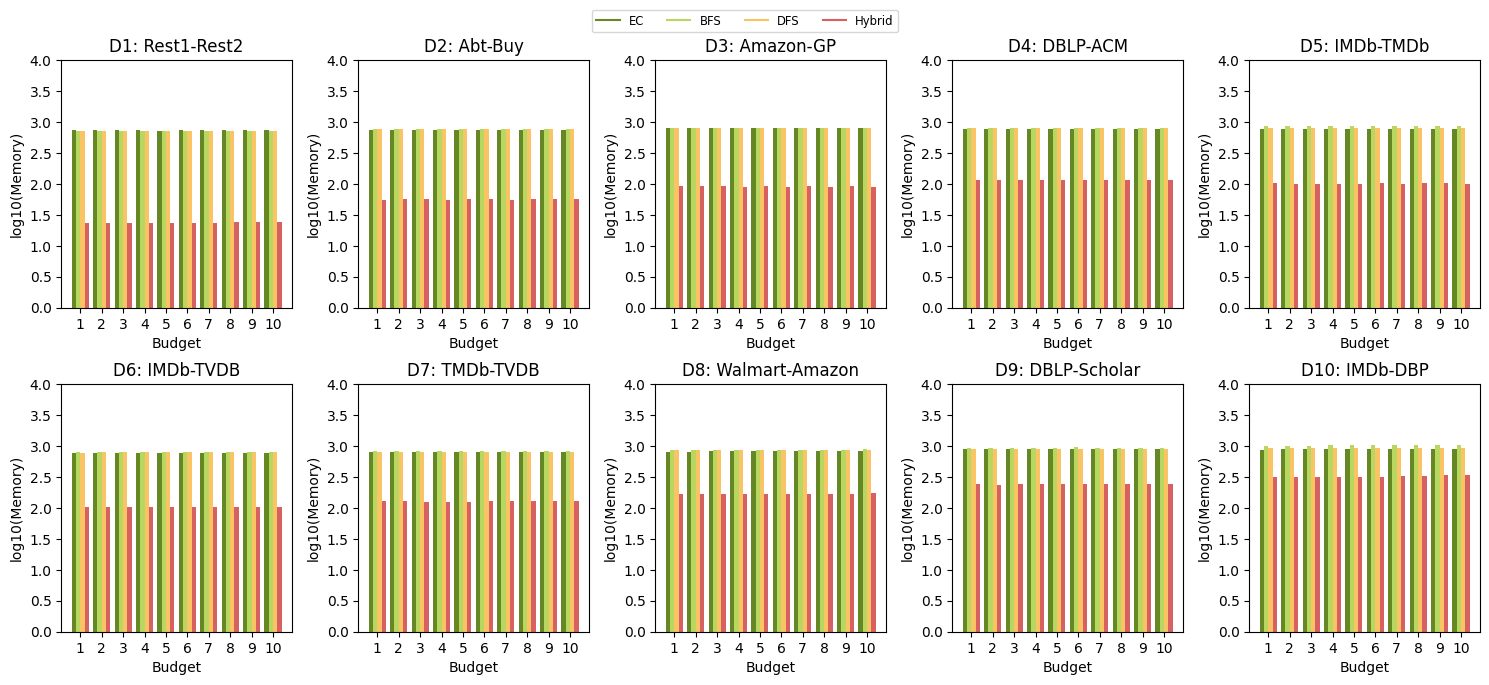 EC BFS DFS Hybrid
D1: Rest1-Rest2 D2: Abt-Buy D3: Amazon-GP D4: DBLP-ACM D5: IMDb-TMDb
4.0 4.0 4.0 4.0 4.0
3.5 3.5 3.5 3.5 3.5
3.0 3.0 3.0 3.0 3.0
2.5 2.5 2.5 2.5 2.5
2.0 2.0 2.0 2.0 2.0
1.5 1.5 1.5 1.5 1.5
1.0 1.0 1.0 1.0 1.0
0.5 0.5 0.5 0.5 0.5
0.0 0.0 0.0 0.0 0.0
log10(Memory) log10(Memory) log10(Memory) log10(Memory) log10(Memory)
1 2 3 4 5 6 7 8 9 10 1 2 3 4 5 6 7 8 9 10 1 2 3 4 5 6 7 8 9 10 1 2 3 4 5 6 7 8 9 10 1 2 3 4 5 6 7 8 9 10
Budget Budget Budget Budget Budget
D6: IMDb-TVDB D7: TMDb-TVDB D8: Walmart-Amazon D9: DBLP-Scholar D10: IMDb-DBP
4.0 4.0 4.0 4.0 4.0
3.5 3.5 3.5 3.5 3.5
3.0 3.0 3.0 3.0 3.0
2.5 2.5 2.5 2.5 2.5
2.0 2.0 2.0 2.0 2.0
1.5 1.5 1.5 1.5 1.5
1.0 1.0 1.0 1.0 1.0
0.5 0.5 0.5 0.5 0.5
0.0 0.0 0.0 0.0 0.0
log10(Memory) log10(Memory) log10(Memory) log10(Memory) log10(Memory)
1 2 3 4 5 6 7 8 9 10 1 2 3 4 5 6 7 8 9 10 1 2 3 4 5 6 7 8 9 10 1 2 3 4 5 6 7 8 9 10 1 2 3 4 5 6 7 8 9 10
Budget Budget Budget Budget Budget